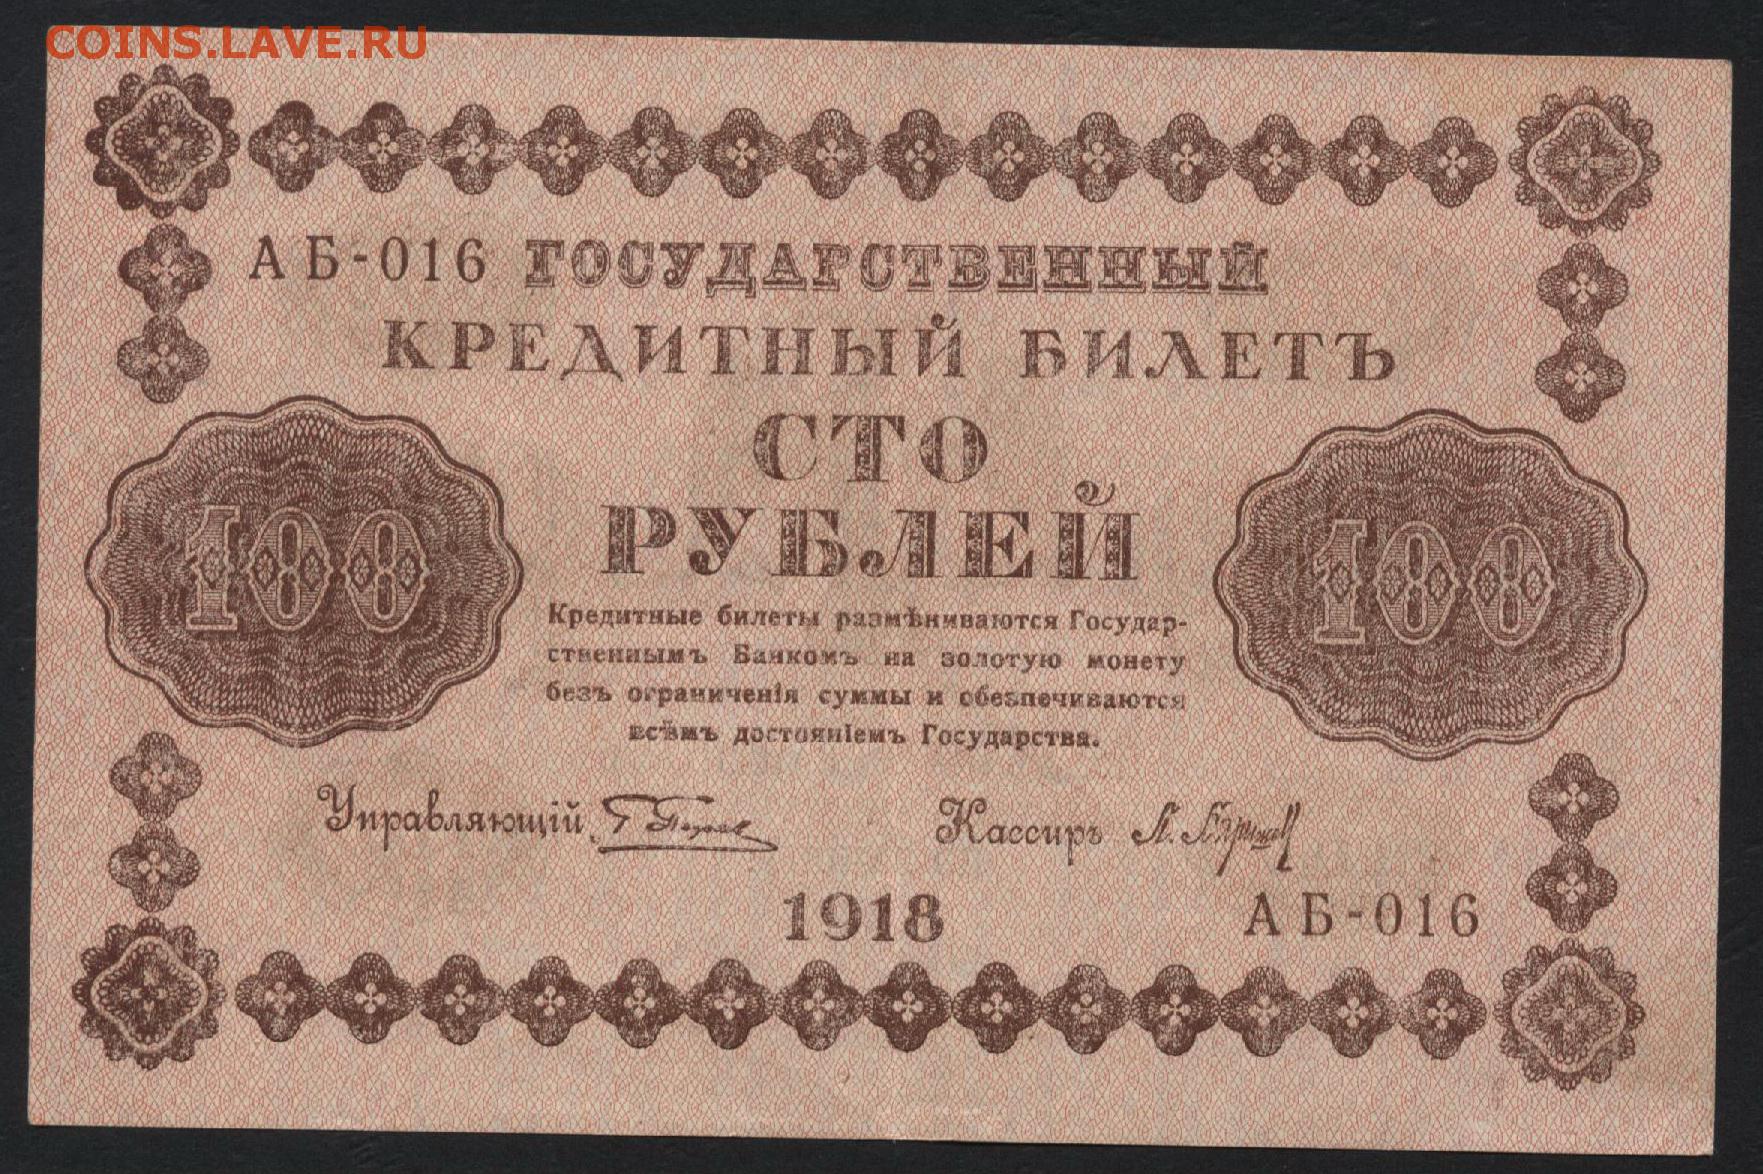 COINS.LAVE.RU
АБ-016 ГОСУДАРСТВЕННЫЙ
КРЕДИТНЫЙ БИЛЕТЪ
СТО
РУБЛЕЙ
100
100
Кредитные билеты размѣниваются Государ-
ственнымъ Банкомъ на золотую монету
безъ ограниченія суммы и обезпечиваются
всѣмъ достояніемъ Государства.
Управляющій Кассиръ
1918
АБ-016